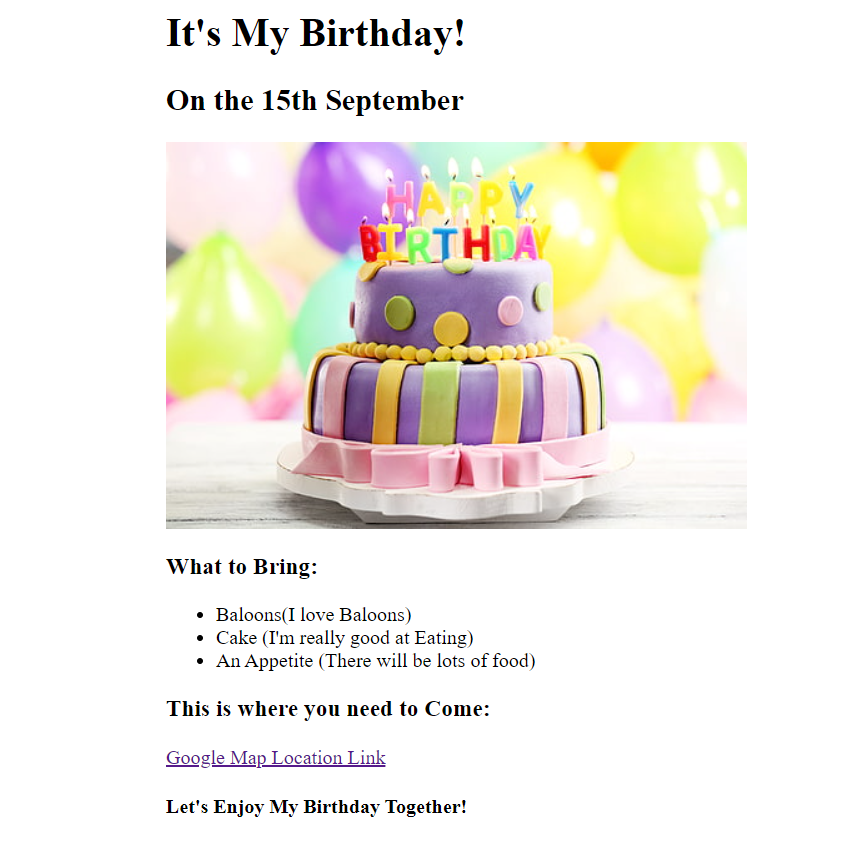 It's My Birthday!
On the 15th September
HAPPY
BIRTHDAY
What to Bring:
Baloons(I love Baloons)
Cake (I'm really good at Eating)
An Appetite (There will be lots of food)
This is where you need to Come:
Google Map Location Link
Let's Enjoy My Birthday Together!